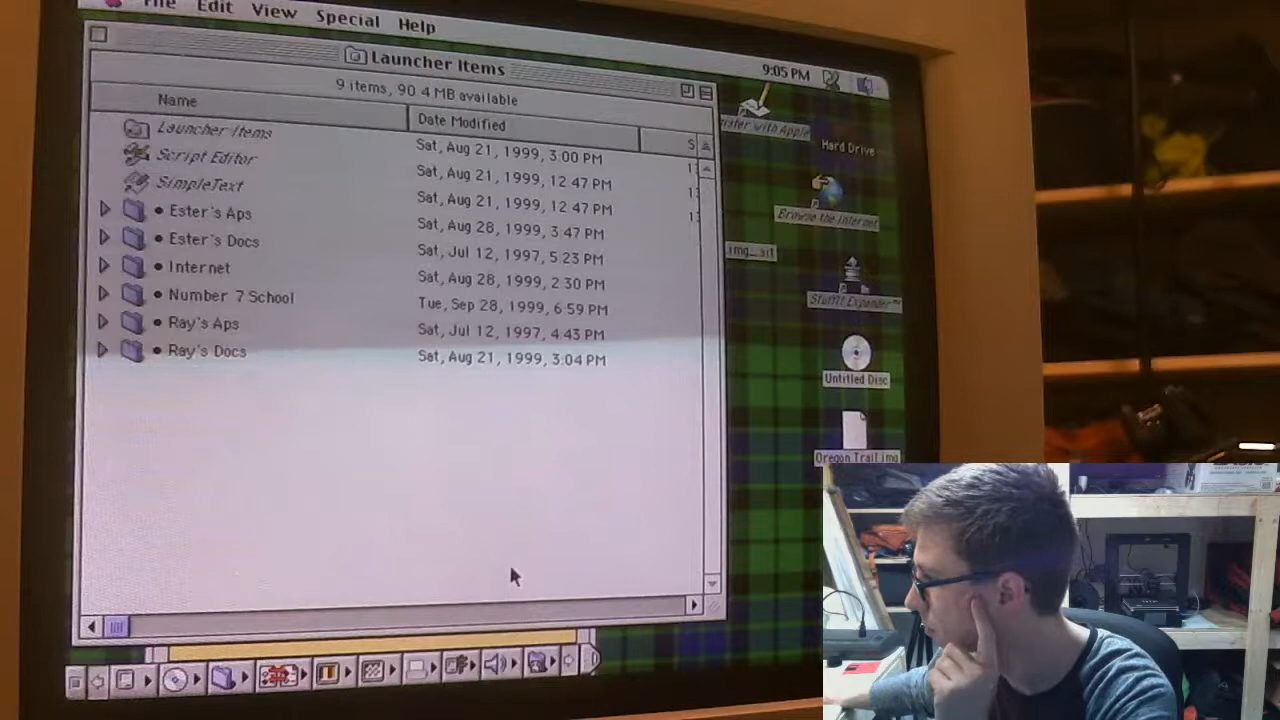 File Edit View Special Help
9:05 PM
Launcher Items
9 items, 90.4 MB available
Name Date Modified S
Launcher Items Sat, Aug 21, 1999, 3:00 PM
Script Editor Sat, Aug 21, 1999, 12:47 PM
SimpleText Sat, Aug 21, 1999, 12:47 PM
• Ester's Aps Sat, Aug 28, 1999, 3:47 PM
• Ester's Docs Sat, Jul 12, 1997, 5:23 PM
• Internet Sat, Aug 28, 1999, 2:30 PM
• Number 7 School Tue, Sep 28, 1999, 6:59 PM
• Ray's Aps Sat, Jul 12, 1997, 4:43 PM
• Ray's Docs Sat, Aug 21, 1999, 3:04 PM
with Apple
Hard Drive
Browse the Internet
img_.sit
StuffIt Expander™
Untitled Disc
Oregon Trail.img